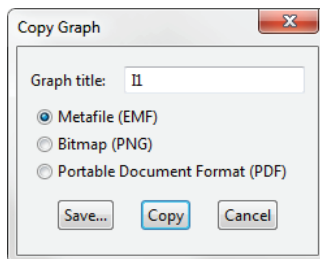 Copy Graph
Graph title: I1
Metafile (EMF)
Bitmap (PNG)
Portable Document Format (PDF)
Save... Copy Cancel